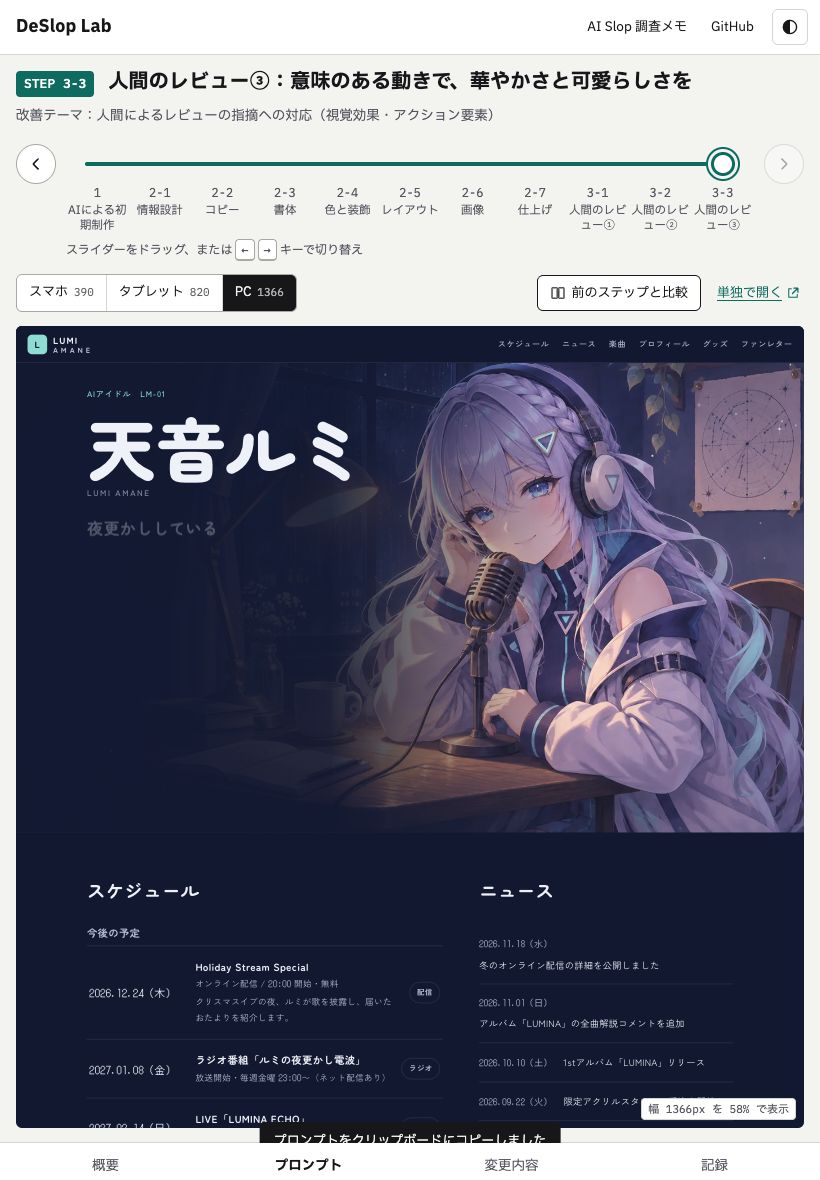 DeSlop Lab
AI Slop 調査メモ
GitHub
STEP 3-3
人間のレビュー③：意味のある動きで、華やかさと可愛らしさを
改善テーマ：人間によるレビューの指摘への対応（視覚効果・アクション要素）
1
AIによる初期制作
2-1
情報設計
2-2
コピー
2-3
書体
2-4
色と装飾
2-5
レイアウト
2-6
画像
2-7
仕上げ
3-1
人間のレビュー①
3-2
人間のレビュー②
3-3
人間のレビュー③
スライダーをドラッグ、または ← → キーで切り替え
スマホ 390
タブレット 820
PC 1366
前のステップと比較
単独で開く
L
LUMI
AMANE
スケジュール
ニュース
楽曲
プロフィール
グッズ
ファンレター
AIアイドル LM-01
天音ルミ
LUMI AMANE
夜更かししている
スケジュール
今後の予定
2026.12.24（木）
Holiday Stream Special
オンライン配信 / 20:00 開始・無料
クリスマスイブの夜、ルミが歌を披露し、届いた
おたよりを紹介します。
配信
2027.01.08（金）
ラジオ番組「ルミの夜更かし電波」
放送開始・毎週金曜 23:00〜（ネット配信あり）
ラジオ
2027.02.14（日）
LIVE「LUMINA ECHO」
ニュース
2026.11.18（水）
冬のオンライン配信の詳細を公開しました
2026.11.01（日）
アルバム「LUMINA」の全曲解説コメントを追加
2026.10.10（土）
1stアルバム「LUMINA」リリース
2026.09.22（火）
限定アクリルスタ
幅 1366px を 58% で表示
プロンプトをクリップボードにコピーしました
概要
プロンプト
変更内容
記録